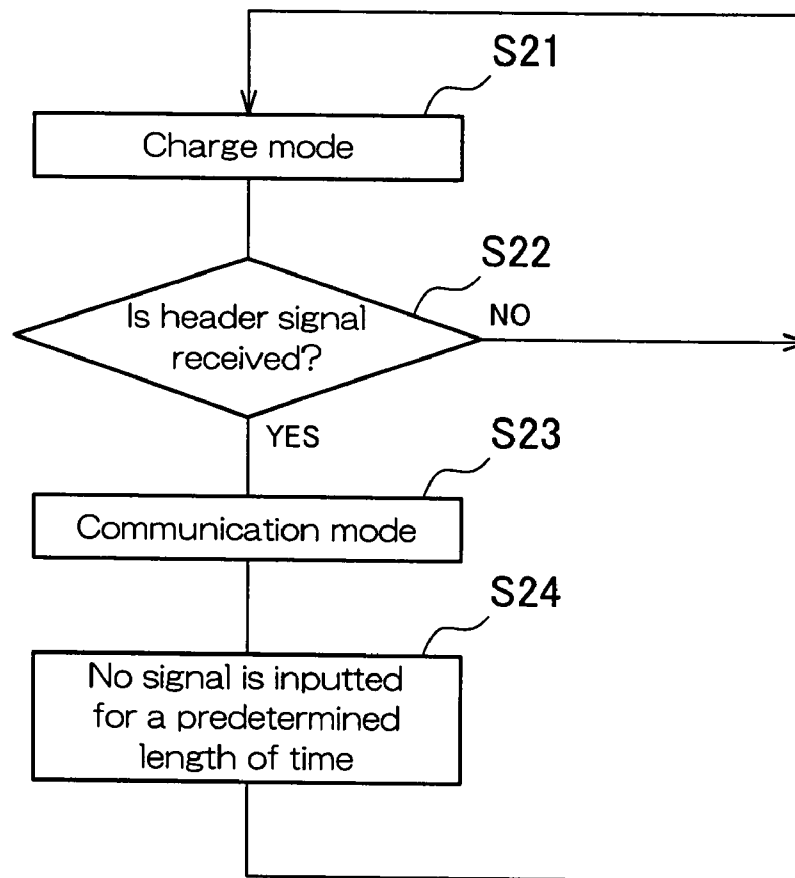 S21
Charge mode
S22
Is header signal
received?
NO
YES
S23
Communication mode
S24
No signal is inputted
for a predetermined
length of time